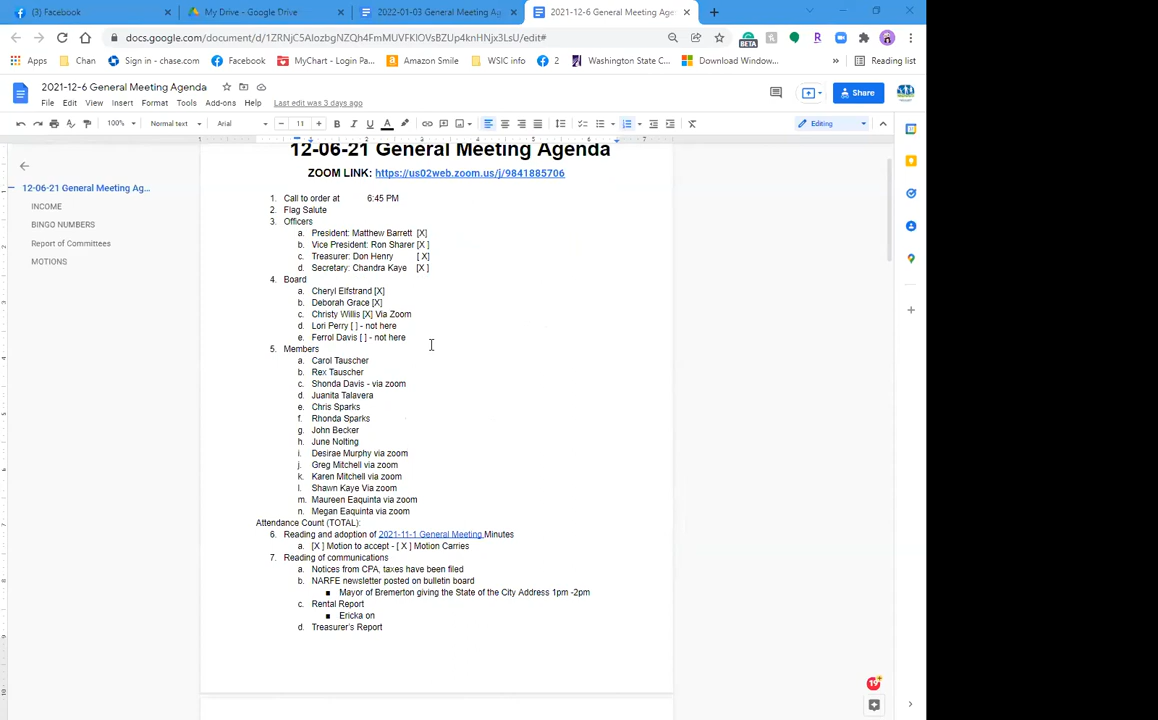 (3) Facebook
My Drive - Google Drive
2022-01-03 General Meeting Ag
2021-12-6 General Meeting Age
docs.google.com/document/d/1ZRNjC5AlozbgNZQh4FmMUVFKlOVsBZUp4knHNjx3LsU/edit#
Apps
Chan
Sign in - chase.com
Facebook
MyChart - Login Pa...
Amazon Smile
WSIC info
2
Washington State C...
Download Window...
»
Reading list
2021-12-6 General Meeting Agenda
File Edit View Insert Format Tools Add-ons Help Last edit was 3 days ago
Share
100% Normal text Arial 11 Editing
12-06-21 General Meeting Ag...
INCOME
BINGO NUMBERS
Report of Committees
MOTIONS
12-06-21 General Meeting Agenda
ZOOM LINK: https://us02web.zoom.us/j/9841885706
1. Call to order at 6:45 PM
2. Flag Salute
3. Officers
a. President: Matthew Barrett [X]
b. Vice President: Ron Sharer [X ]
c. Treasurer: Don Henry [ X]
d. Secretary: Chandra Kaye [X ]
4. Board
a. Cheryl Elfstrand [X]
b. Deborah Grace [X]
c. Christy Willis [X] Via Zoom
d. Lori Perry [ ] - not here
e. Ferrol Davis [ ] - not here
5. Members
a. Carol Tauscher
b. Rex Tauscher
c. Shonda Davis - via zoom
d. Juanita Talavera
e. Chris Sparks
f. Rhonda Sparks
g. John Becker
h. June Nolting
i. Desirae Murphy via zoom
j. Greg Mitchell via zoom
k. Karen Mitchell via zoom
l. Shawn Kaye Via zoom
m. Maureen Eaquinta via zoom
n. Megan Eaquinta via zoom
Attendance Count (TOTAL):
6. Reading and adoption of 2021-11-1 General Meeting Minutes
a. [X ] Motion to accept - [ X ] Motion Carries
7. Reading of communications
a. Notices from CPA, taxes have been filed
b. NARFE newsletter posted on bulletin board
■ Mayor of Bremerton giving the State of the City Address 1pm -2pm
c. Rental Report
■ Ericka on
d. Treasurer's Report
19